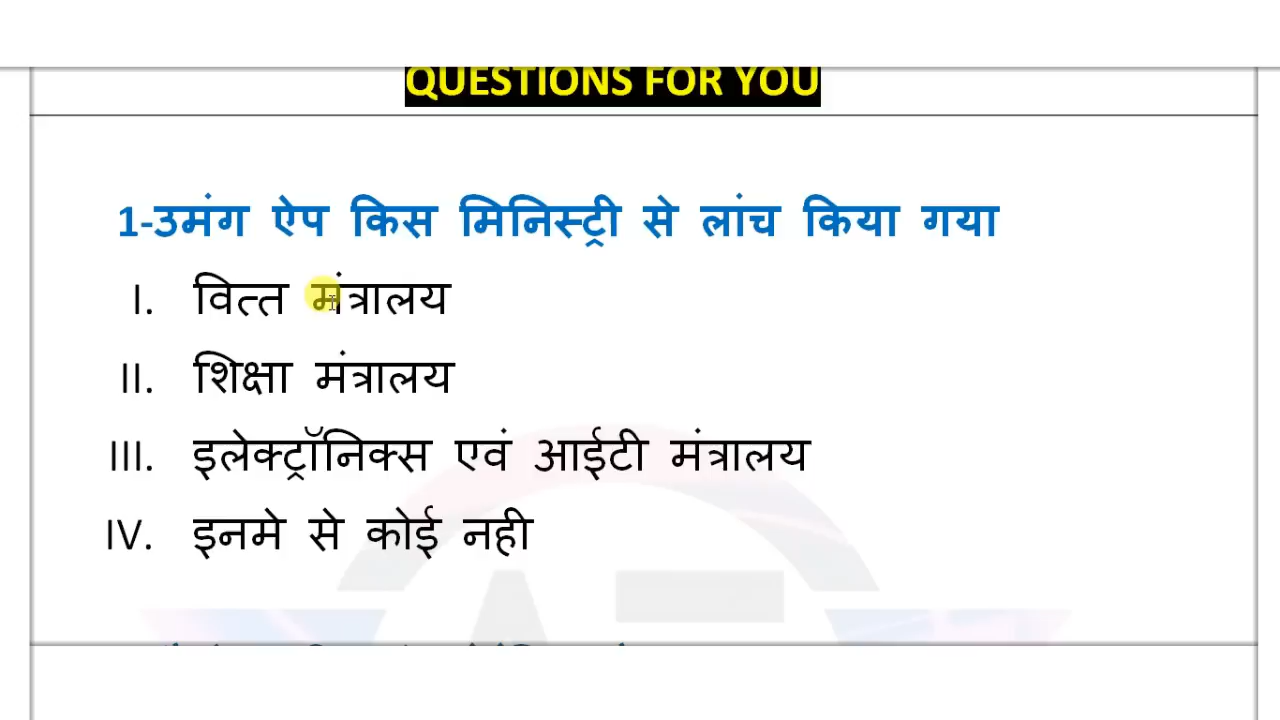 QUESTIONS FOR YOU
1-उमंग ऐप किस मिनिस्ट्री से लांच किया गया
I. वित्त मंत्रालय
II. शिक्षा मंत्रालय
III. इलेक्ट्रॉनिक्स एवं आईटी मंत्रालय
IV. इनमे से कोई नही